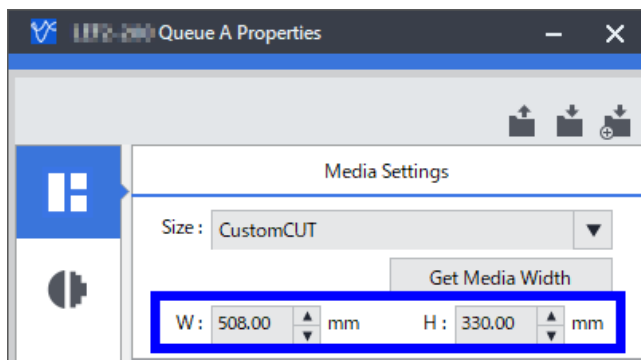 Queue A Properties
Media Settings
Size : CustomCUT
Get Media Width
W : 508.00 mm H : 330.00 mm